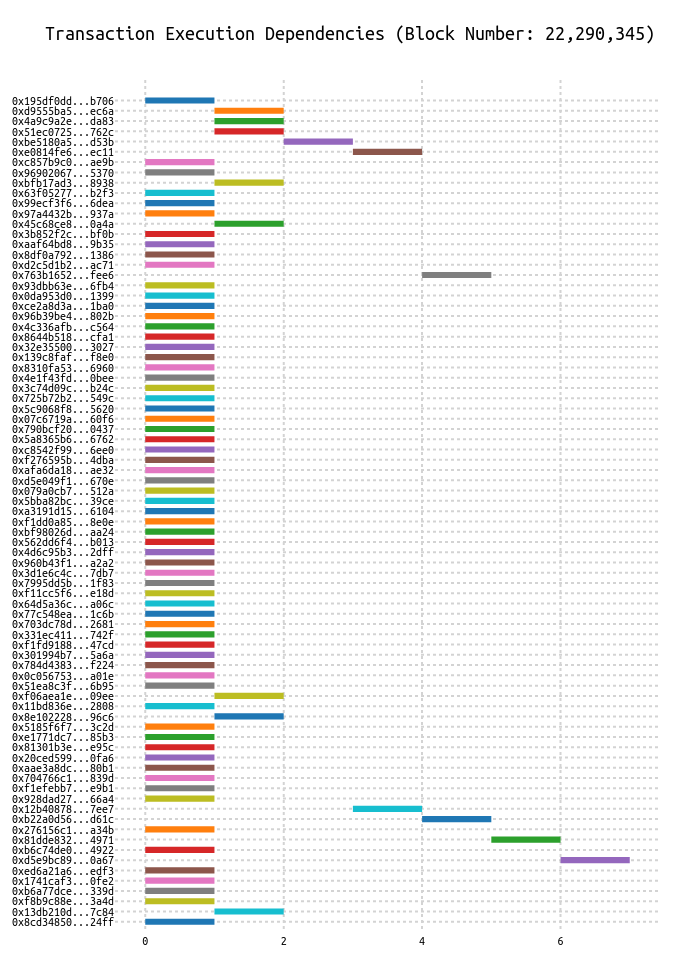 Transaction Execution Dependencies (Block Number: 22,290,345)
0x195df0dd...b706
0xd9555ba5...ec6a
0x4a9c9a2e...da83
0x51ec0725...762c
0xbe5180a5...d53b
0xe0814fe6...ec11
0xc857b9c0...ae9b
0x96902067...5370
0xbfb17ad3...8938
0x63f05277...b2f3
0x99ecf3f6...6dea
0x97a4432b...937a
0x45c68ce8...0a4a
0x3b852f2c...bf0b
0xaaf64bd8...9b35
0x8df0a792...1386
0xd2c5d1b2...ac71
0x763b1652...fee6
0x93dbb63e...6fb4
0x0da953d0...1399
0xce2a8d3a...1ba0
0x96b39be4...802b
0x4c336afb...c564
0x8644b518...cfa1
0x32e35500...3027
0x139c8faf...f8e0
0x8310fa53...6960
0x4e1f43fd...0bee
0x3c74d09c...b24c
0x725b72b2...549c
0x5c9068f8...5620
0x07c6719a...60f6
0x790bcf20...0437
0x5a8365b6...6762
0xc8542f99...6ee0
0xf276595b...4dba
0xafa6da18...ae32
0xd5e049f1...670e
0x079a0cb7...512a
0x5bba82bc...39ce
0xa3191d15...6104
0xf1dd0a85...8e0e
0xbf98026d...aa24
0x562dd6f4...b013
0x4d6c95b3...2dff
0x960b43f1...a2a2
0x3d1e6c4c...7db7
0x7995dd5b...1f83
0xf11cc5f6...e18d
0x64d5a36c...a06c
0x77c548ea...1c6b
0x703dc78d...2681
0x331ec411...742f
0xf1fd9188...47cd
0x301994b7...5a6a
0x784d4383...f224
0x0c056753...a01e
0x51ea8c3f...6b95
0xf06aea1e...09ee
0x11bd836e...2808
0x8e102228...96c6
0x5185f6f7...3c2d
0xe1771dc7...85b3
0x81301b3e...e95c
0x20ced599...0fa6
0xaae3a8dc...80b1
0x704766c1...839d
0xf1efebb7...e9b1
0x928dad27...66a4
0x12b40878...7ee7
0xb22a0d56...d61c
0x276156c1...a34b
0x81dde832...4971
0xb6c74de0...4922
0xd5e9bc89...0a67
0xed6a21a6...edf3
0x1741caf3...0fe2
0xb6a77dce...339d
0xf8b9c88e...3a4d
0x13db210d...7c84
0x8cd34850...24ff
0 2 4 6